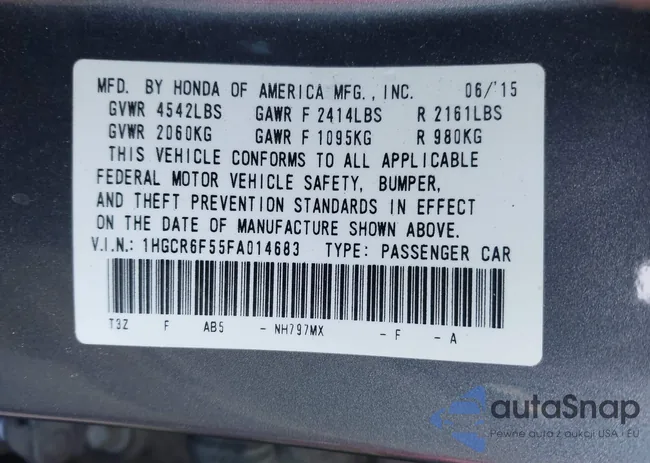 MFD. BY HONDA OF AMERICA MFG., INC. 06/'15
GVWR 4542LBS GAWR F 2414LBS R 2161LBS
GVWR 2060KG GAWR F 1095KG R 980KG
THIS VEHICLE CONFORMS TO ALL APPLICABLE
FEDERAL MOTOR VEHICLE SAFETY, BUMPER,
AND THEFT PREVENTION STANDARDS IN EFFECT
ON THE DATE OF MANUFACTURE SHOWN ABOVE.
V.I.N.: 1HGCR6F55FA014683 TYPE: PASSENGER CAR
T3Z F AB5 - NH797MX - F - A
autaSnap
Pewne auta z aukcji USA i EU